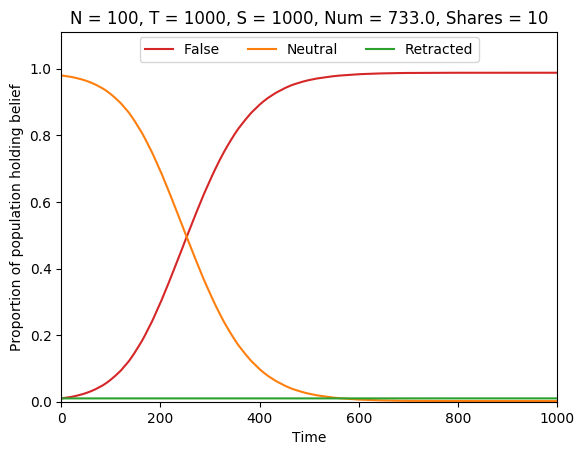 N = 100, T = 1000, S = 1000, Num = 733.0, Shares = 10
False Neutral Retracted
1.0
0.8
0.6
0.4
0.2
0.0
Proportion of population holding belief
0 200 400 600 800 1000
Time